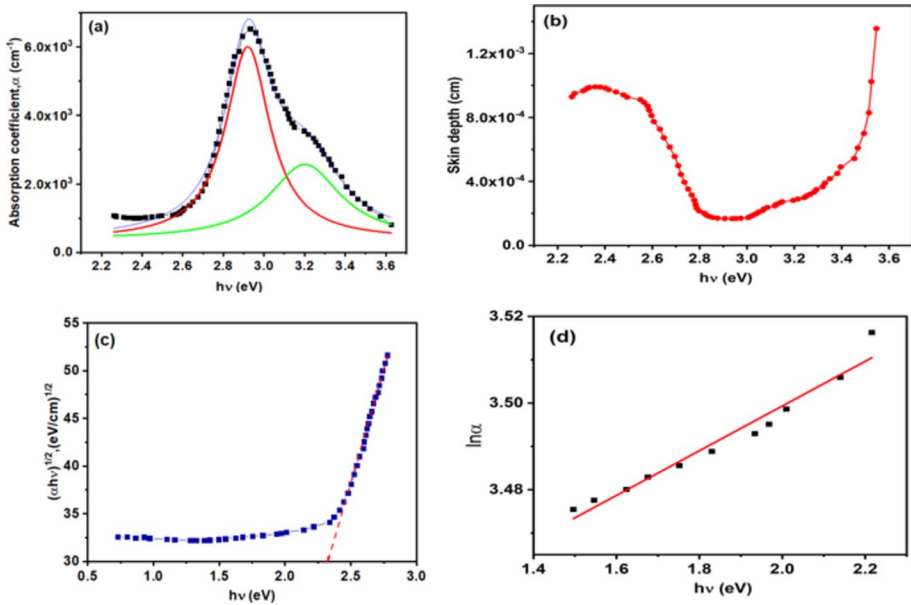 (a)
Absorption coefficient,α (cm⁻¹)
6.0x10³
4.0x10³
2.0x10³
0.0
2.2 2.4 2.6 2.8 3.0 3.2 3.4 3.6
hν (eV)
(b)
Skin depth (cm)
1.2x10⁻³
8.0x10⁻⁴
4.0x10⁻⁴
0.0
2.2 2.4 2.6 2.8 3.0 3.2 3.4 3.6
hν (eV)
(c)
(αhν)¹/²,(eV/cm)¹/²
55
50
45
40
35
30
0.5 1.0 1.5 2.0 2.5 3.0
hν (eV)
(d)
lnα
3.52
3.50
3.48
1.4 1.6 1.8 2.0 2.2
hν (eV)